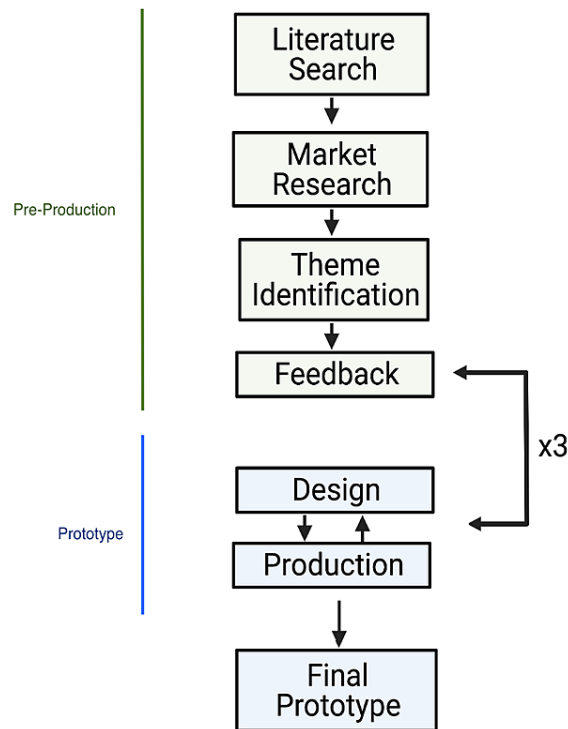 Literature
Search
Market
Research
Pre-Production
Theme
Identification
Feedback
x3
Design
Prototype
Production
Final
Prototype